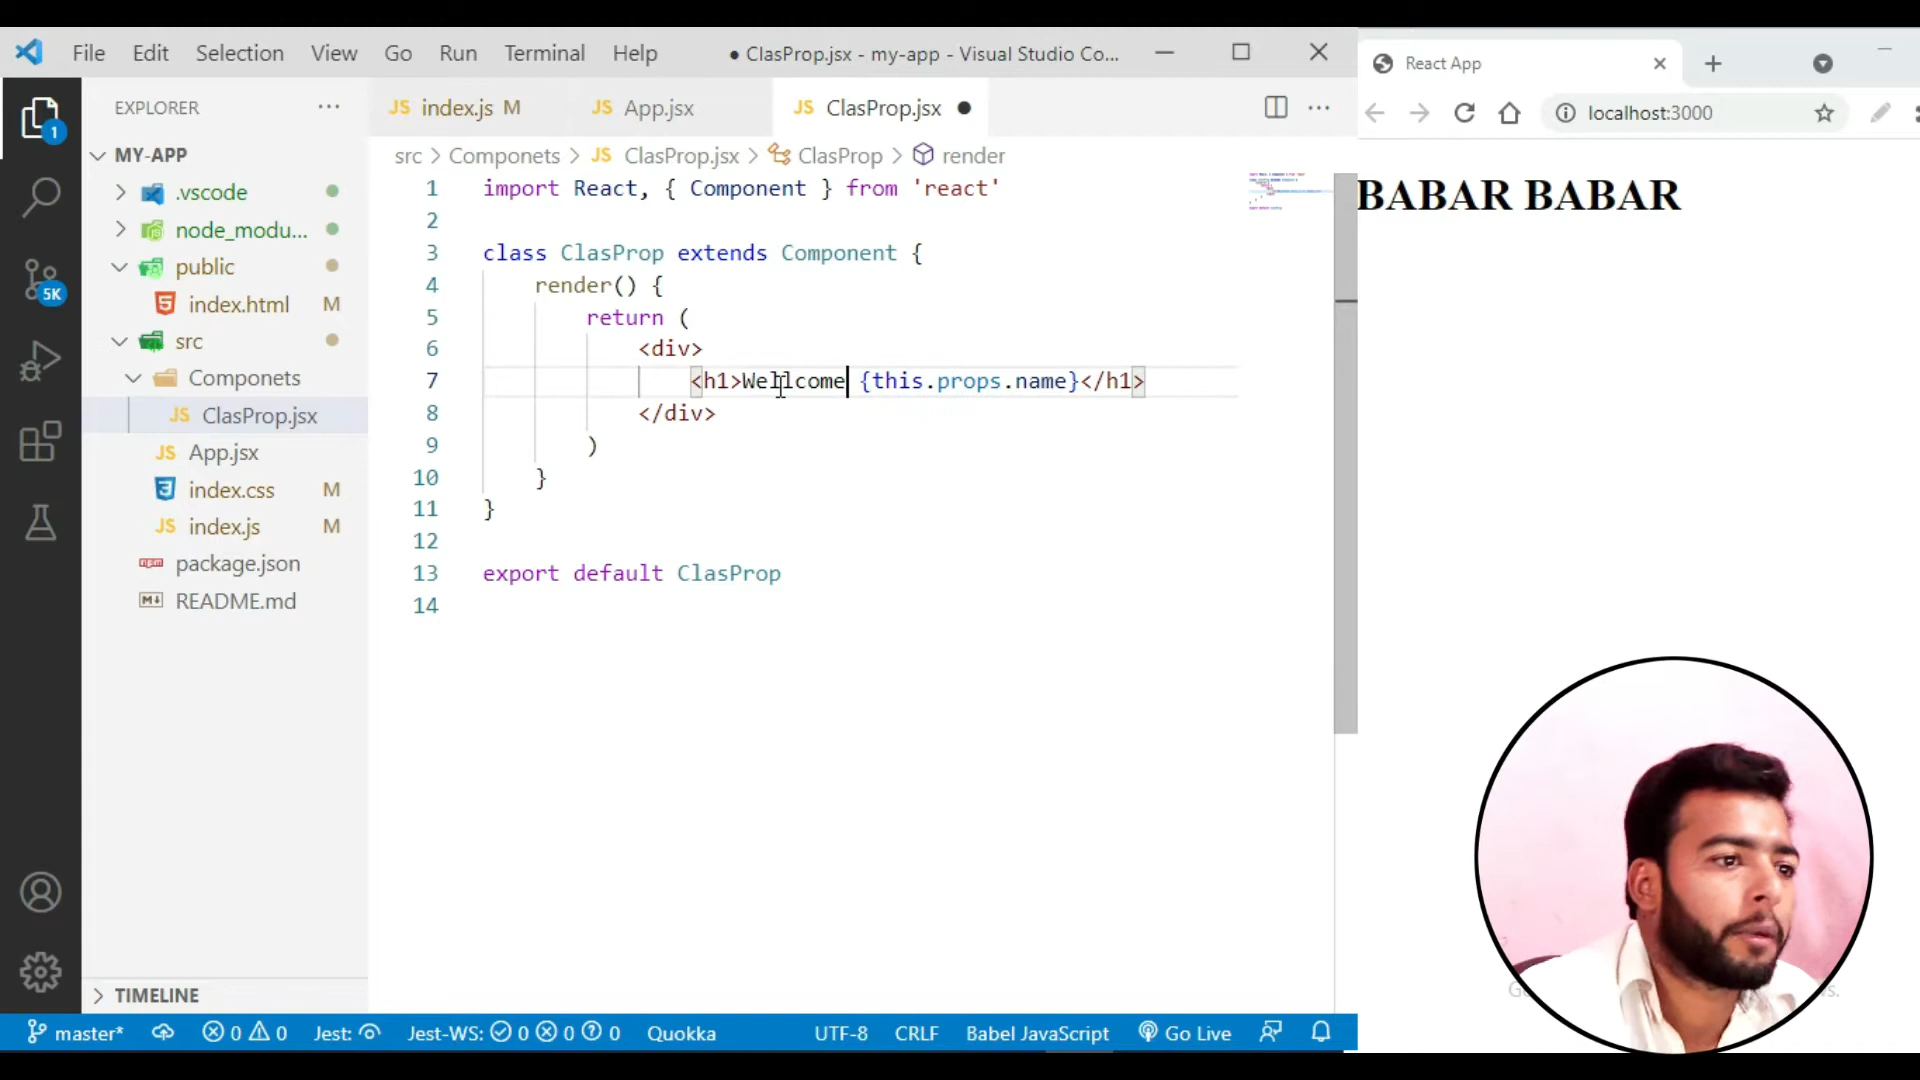 File Edit Selection View Go Run Terminal Help ● ClasProp.jsx - my-app - Visual Studio Co...
React App
EXPLORER
JS index.js M JS App.jsx JS ClasProp.jsx
localhost:3000
MY-APP
src > Componets > JS ClasProp.jsx > ClasProp > render
1 import React, { Component } from 'react'
2
3 class ClasProp extends Component {
4 render() {
5 return (
6 <div>
7 <h1>Wellcome {this.props.name}</h1>
8 </div>
9 )
10 }
11 }
12
13 export default ClasProp
14
BABAR BABAR
.vscode
node_modu...
public
index.html M
src
Componets
JS ClasProp.jsx
JS App.jsx
index.css M
JS index.js M
package.json
README.md
1
5K
TIMELINE
master* 0 0 Jest: Jest-WS: 0 0 0 Quokka UTF-8 CRLF Babel JavaScript Go Live